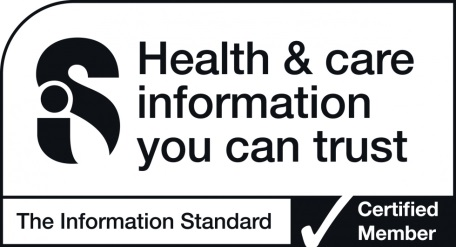 Health & care
information
you can trust
The Information Standard
Certified
Member